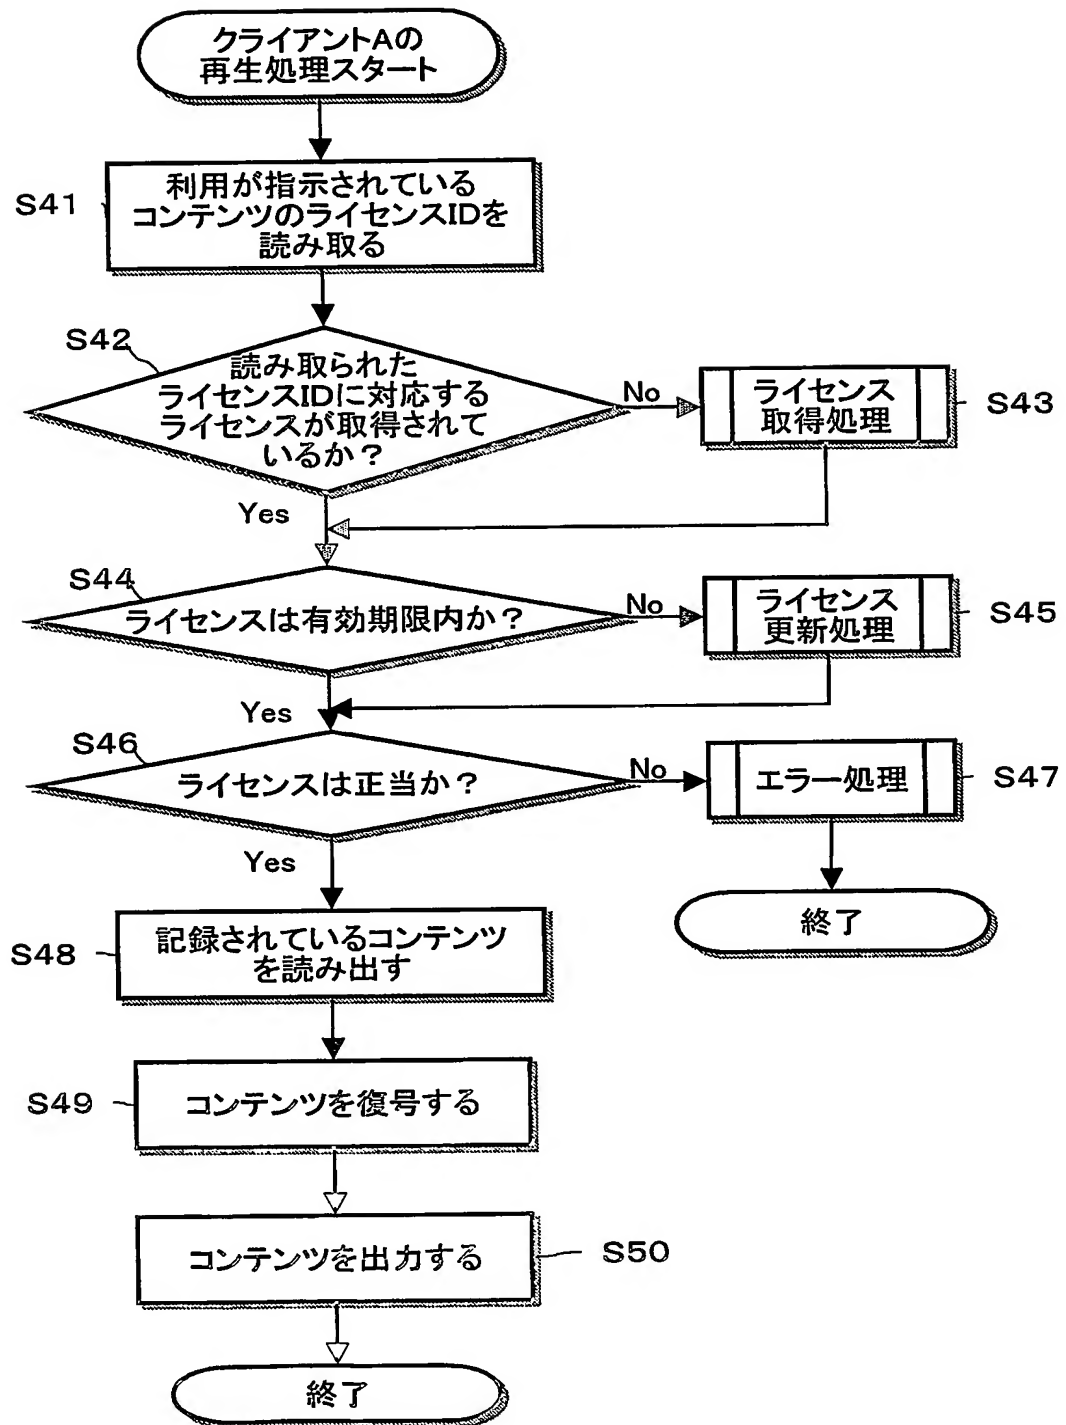 クライアントAの
再生処理スタート
S41
利用が指示されている
コンテンツのライセンスIDを
読み取る
S42
読み取られた
ライセンスIDに対応する
ライセンスが取得されて
いるか?
No
ライセンス
取得処理
S43
Yes
S44
ライセンスは有効期限内か?
No
ライセンス
更新処理
S45
Yes
S46
ライセンスは正当か?
No
エラー処理
S47
Yes
終了
S48
記録されているコンテンツ
を読み出す
S49
コンテンツを復号する
コンテンツを出力する
S50
終了